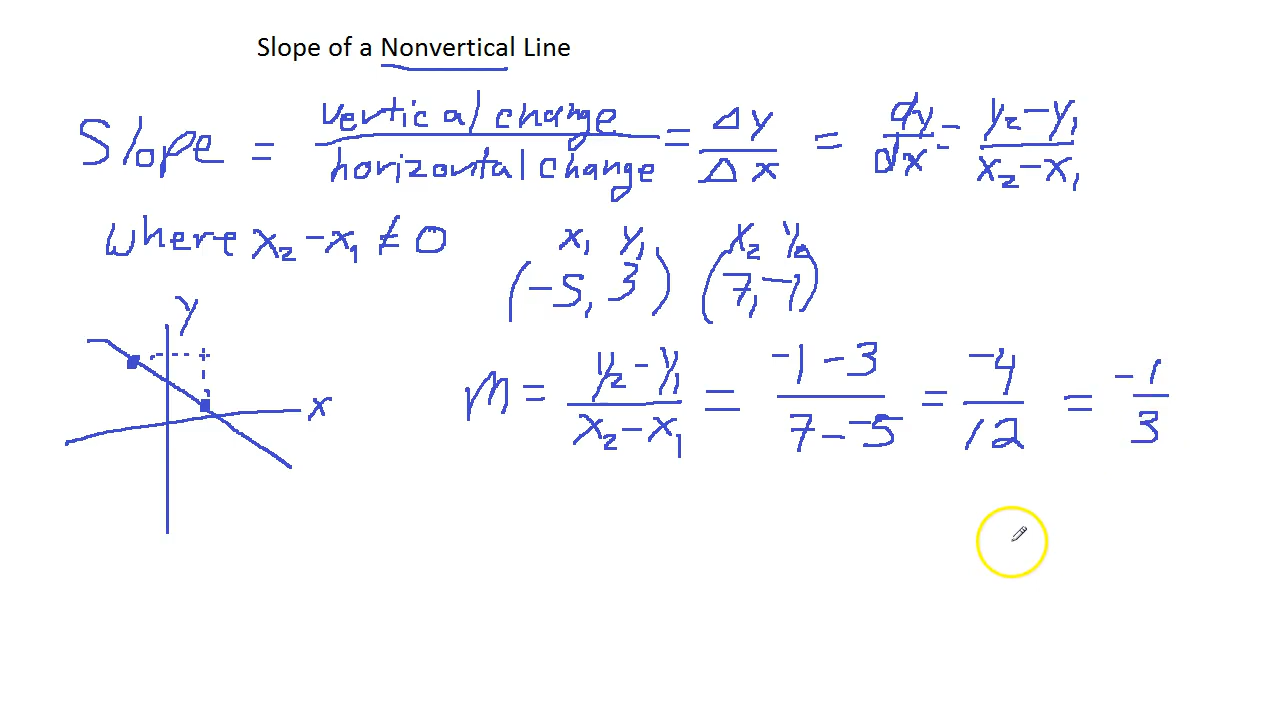 Slope of a Nonvertical Line
Slope = vertical change / horizontal change = Δy / Δx = dy / dx = y₂ - y₁ / x₂ - x₁
where x₂ - x₁ ≠ 0
x₁ y₁ x₂ y₂
(-5, 3) (7, -1)
y
x
m = y₂ - y₁ / x₂ - x₁ = -1 - 3 / 7 - -5 = -4 / 12 = -1 / 3